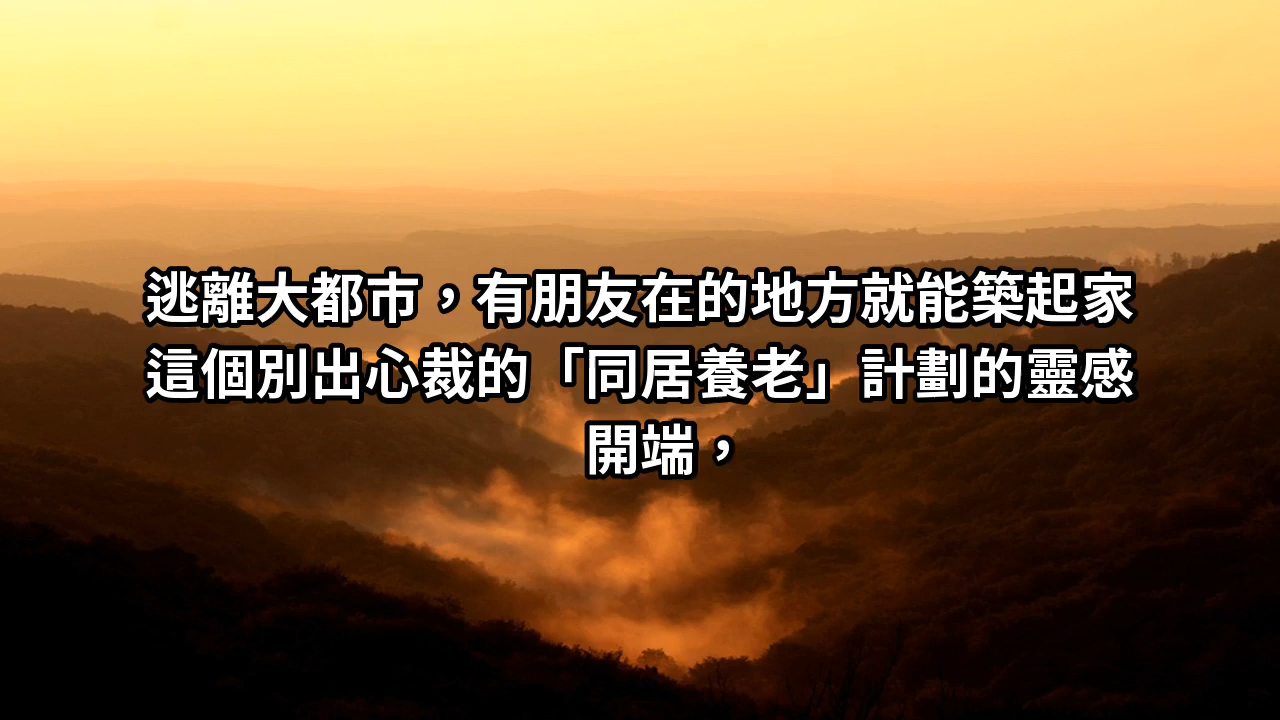 逃離大都市，有朋友在的地方就能築起家
這個別出心裁的「同居養老」計劃的靈感
開端，